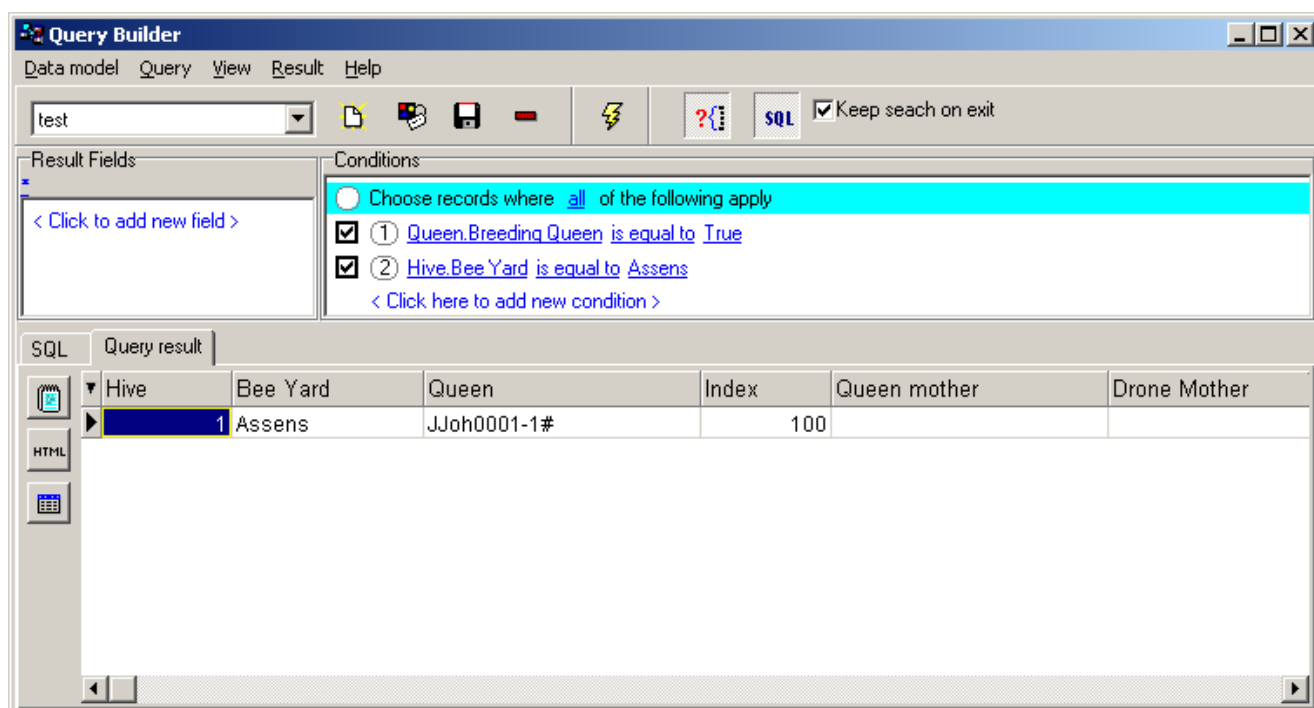 Query Builder
Data model Query View Result Help
test ?{ SQL Keep seach on exit
Result Fields
*
< Click to add new field >
Conditions
Choose records where all of the following apply
1 Queen.Breeding Queen is equal to True
2 Hive.Bee Yard is equal to Assens
< Click here to add new condition >
SQL Query result
Hive Bee Yard Queen Index Queen mother Drone Mother
1 Assens JJoh0001-1# 100
HTML